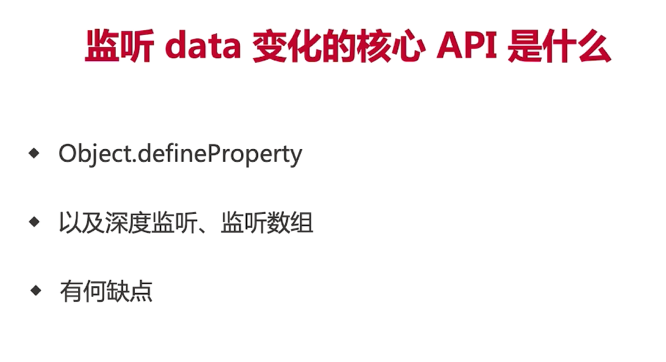 监听 data 变化的核心 API 是什么
◆ Object.defineProperty
◆ 以及深度监听、监听数组
◆ 有何缺点